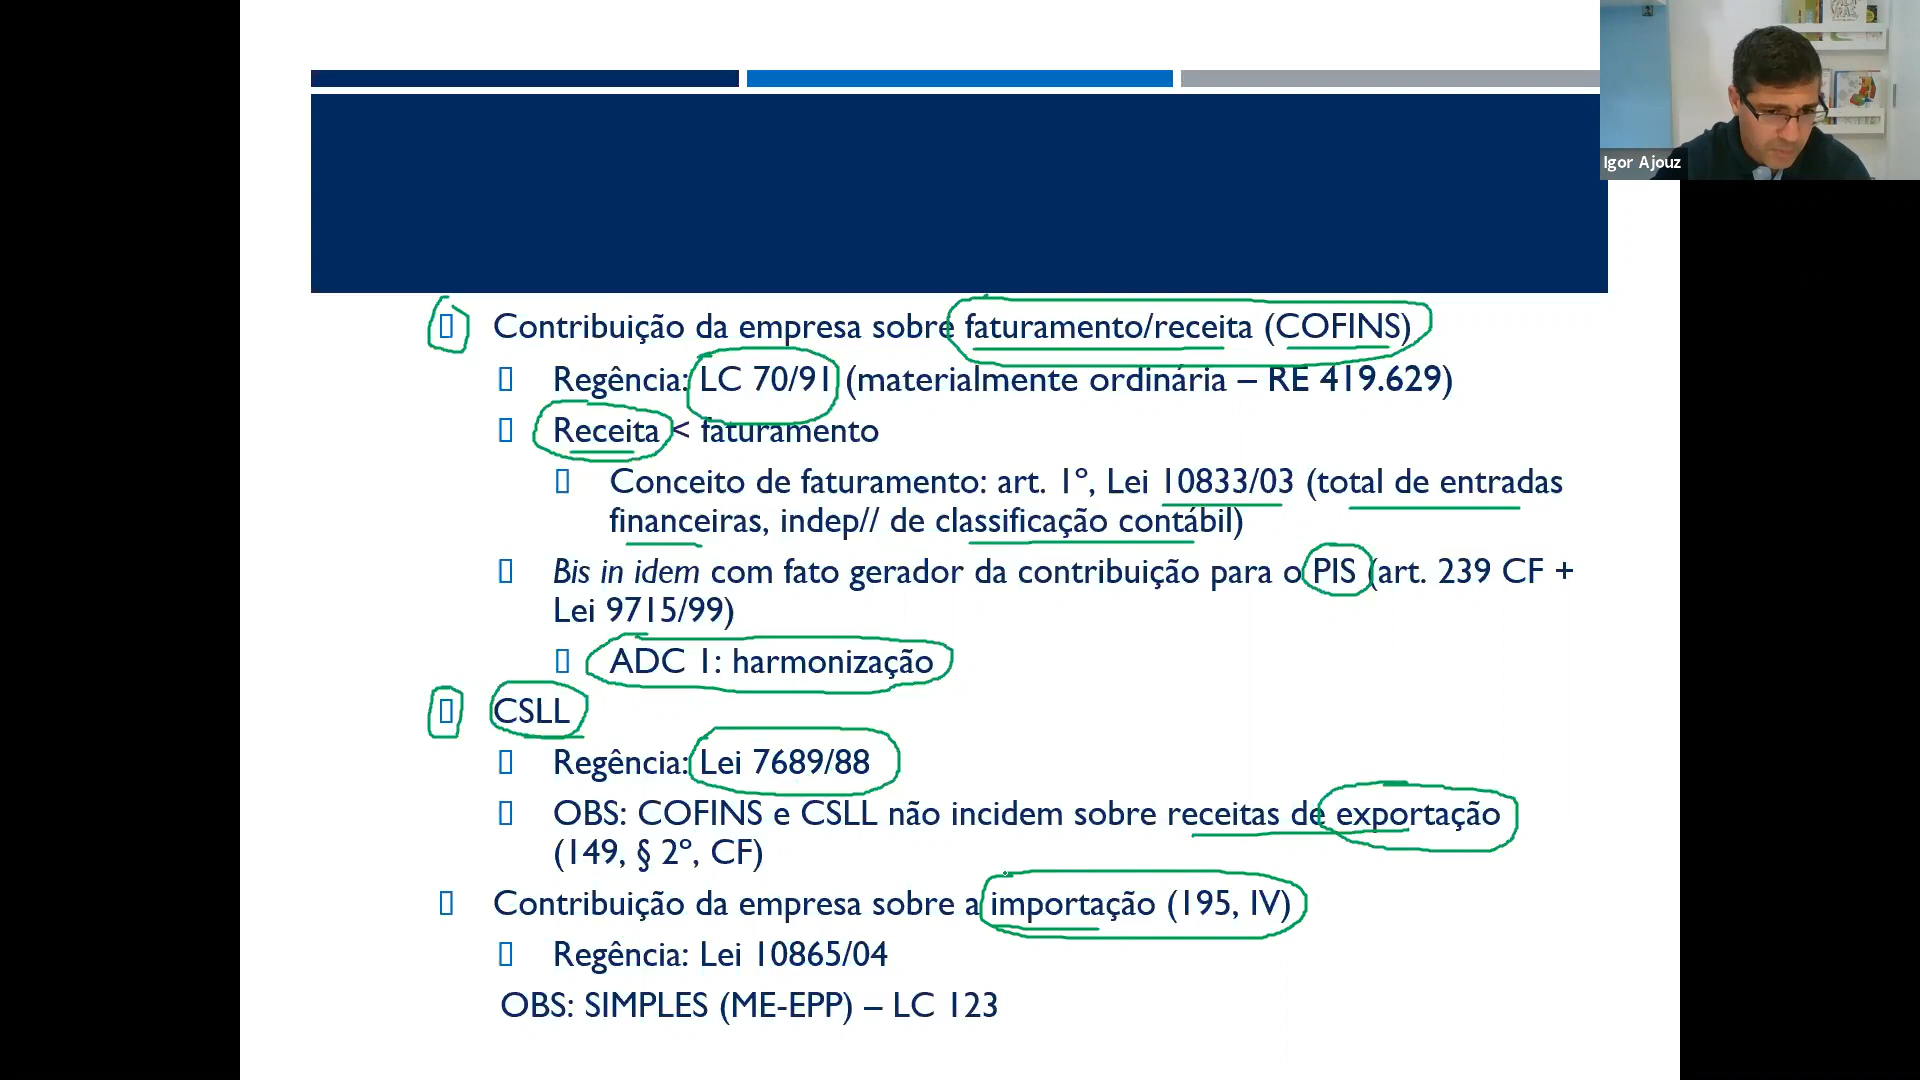 Igor Ajouz
Contribuição da empresa sobre faturamento/receita (COFINS)
Regência: LC 70/91 (materialmente ordinária – RE 419.629)
Receita < faturamento
Conceito de faturamento: art. 1º, Lei 10833/03 (total de entradas
financeiras, indep// de classificação contábil)
Bis in idem com fato gerador da contribuição para o PIS (art. 239 CF +
Lei 9715/99)
ADC 1: harmonização
CSLL
Regência: Lei 7689/88
OBS: COFINS e CSLL não incidem sobre receitas de exportação
(149, § 2º, CF)
Contribuição da empresa sobre a importação (195, IV)
Regência: Lei 10865/04
OBS: SIMPLES (ME-EPP) – LC 123